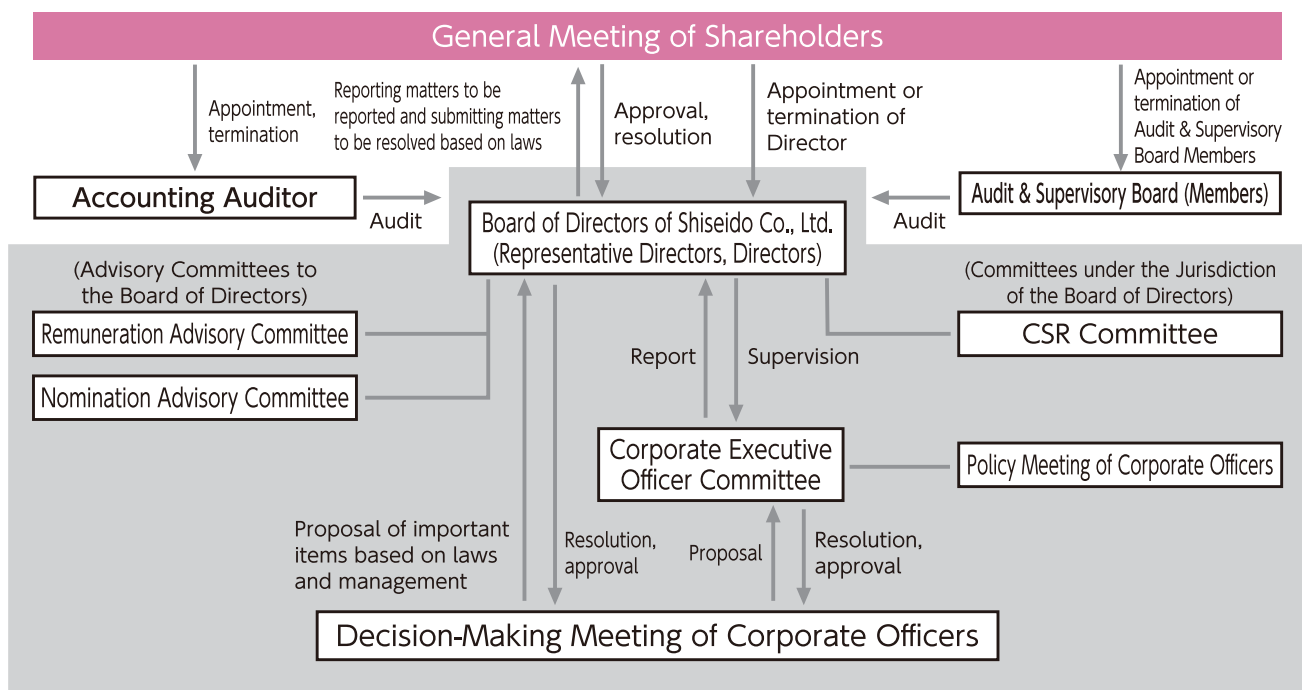 General Meeting of Shareholders
Appointment,
termination
Reporting matters to be
reported and submitting matters
to be resolved based on laws
Approval,
resolution
Appointment or
termination of
Director
Appointment or
termination of
Audit & Supervisory
Board Members
Accounting Auditor
Audit
Board of Directors of Shiseido Co., Ltd.
(Representative Directors, Directors)
Audit
Audit & Supervisory Board (Members)
(Advisory Committees to
the Board of Directors)
Remuneration Advisory Committee
Nomination Advisory Committee
(Committees under the Jurisdiction
of the Board of Directors)
CSR Committee
Report
Supervision
Corporate Executive
Officer Committee
Policy Meeting of Corporate Officers
Proposal of important
items based on laws
and management
Resolution,
approval
Proposal
Resolution,
approval
Decision-Making Meeting of Corporate Officers